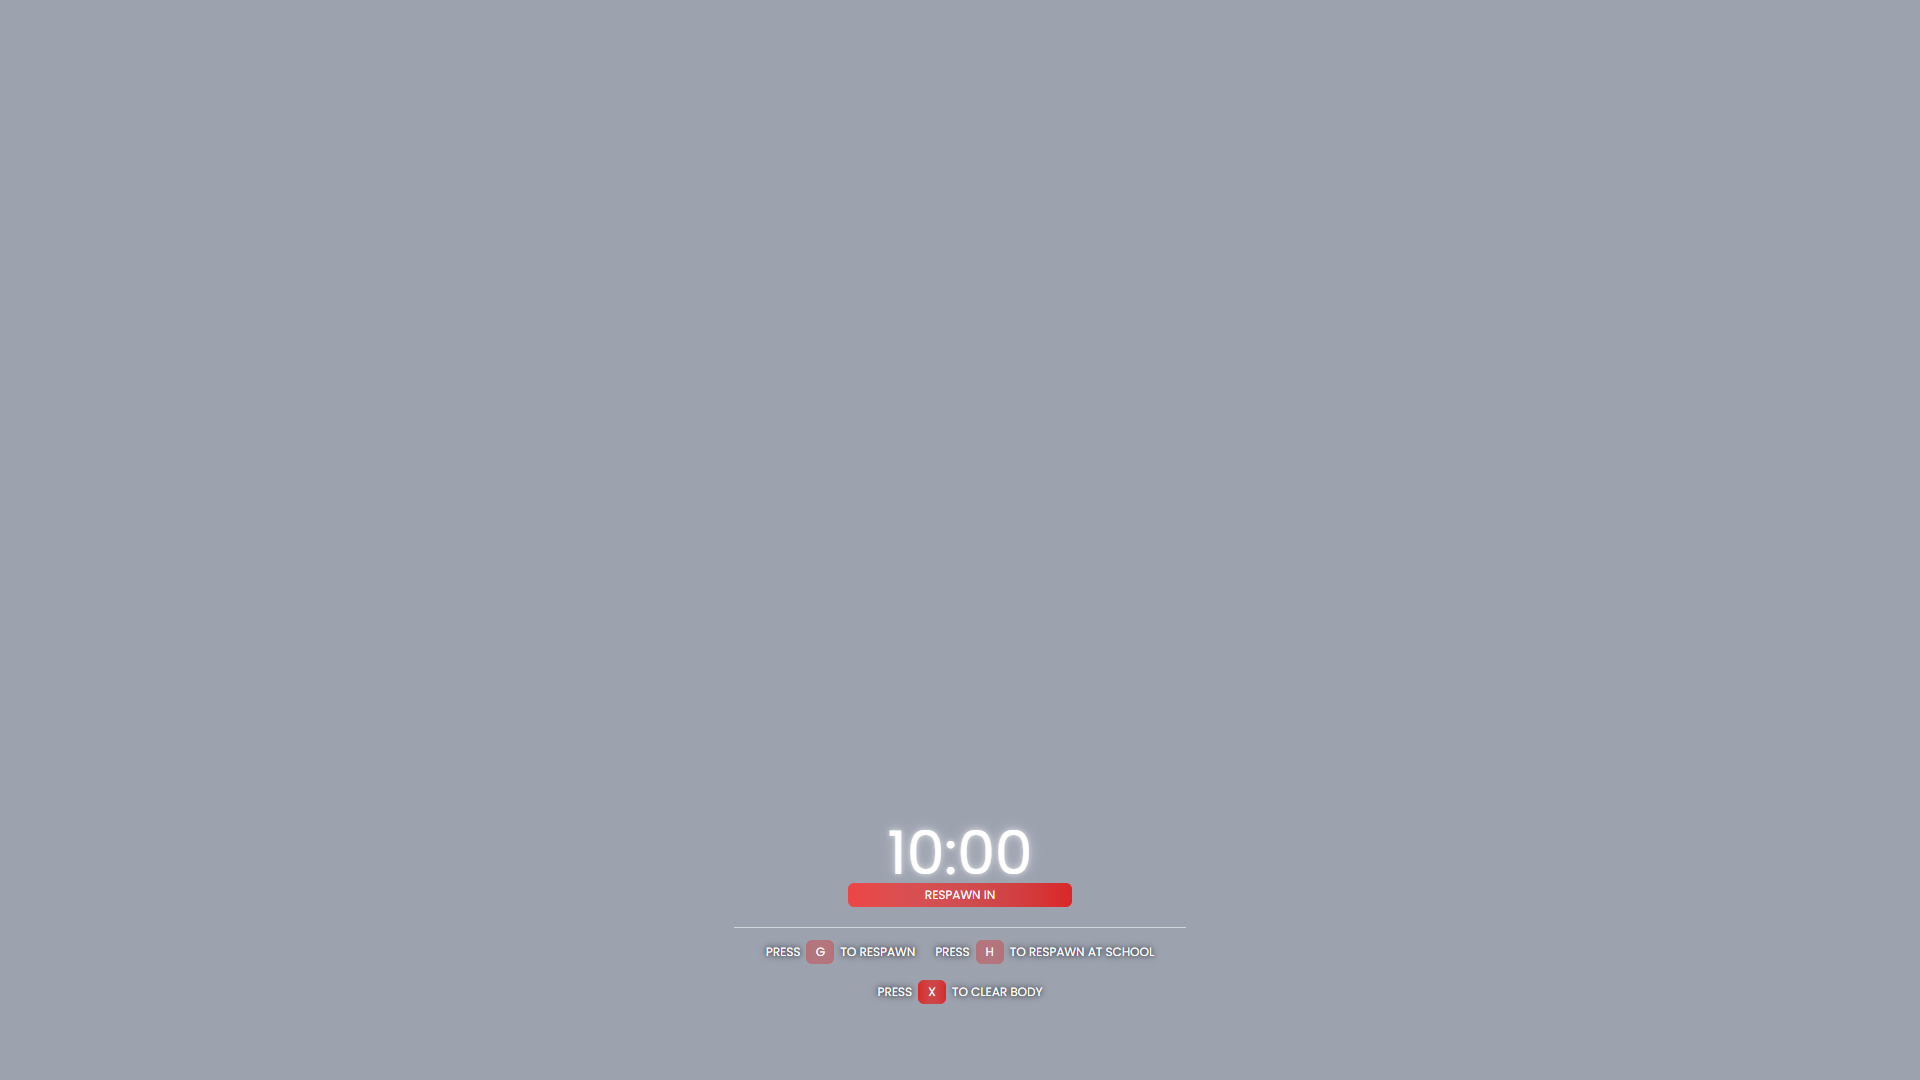 10:00
RESPAWN IN
PRESS G TO RESPAWN PRESS H TO RESPAWN AT SCHOOL
PRESS X TO CLEAR BODY